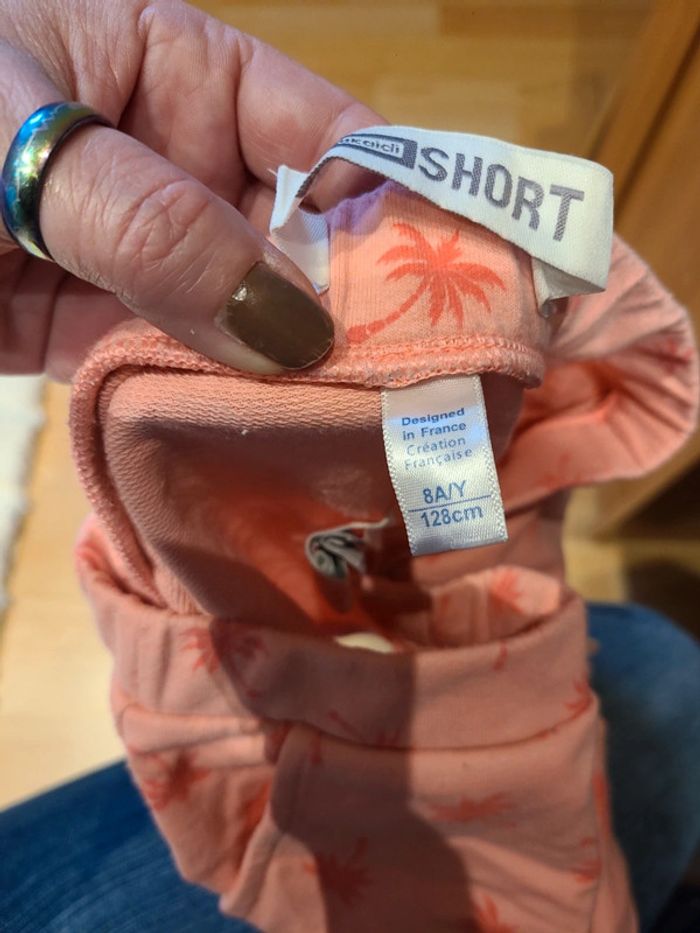 SHORT
Designed
in France
Création
Française
8A/Y
128cm